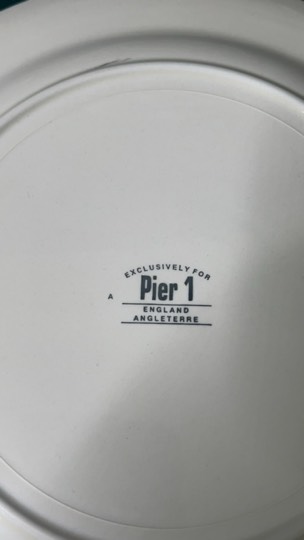 EXCLUSIVELY FOR
A Pier 1
ENGLAND
ANGLETERRE